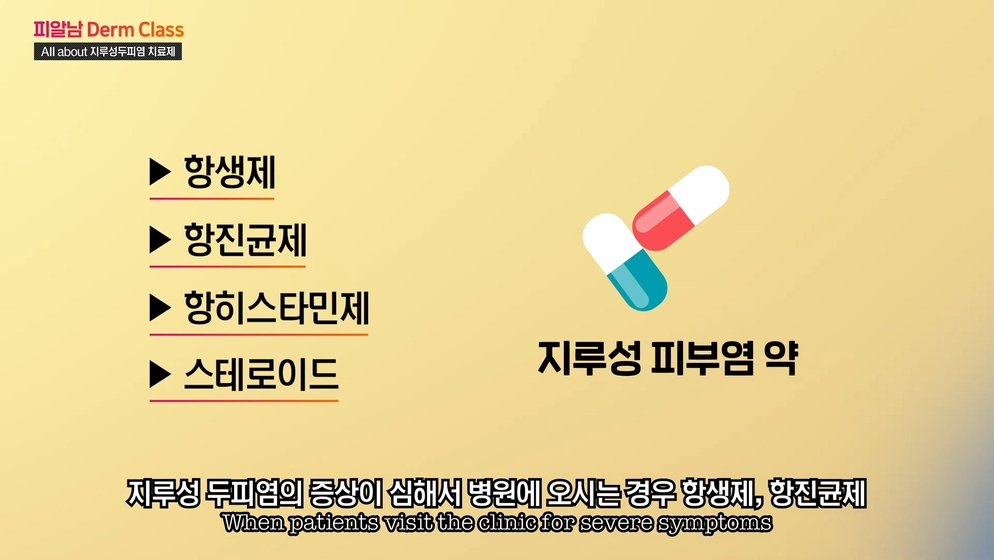 피알남 Derm Class
All about 지루성두피염 치료제
▶ 항생제
▶ 항진균제
▶ 항히스타민제
▶ 스테로이드
지루성 피부염 약
지루성 두피염의 증상이 심해서 병원에 오시는 경우 항생제, 항진균제
When patients visit the clinic for severe symptoms